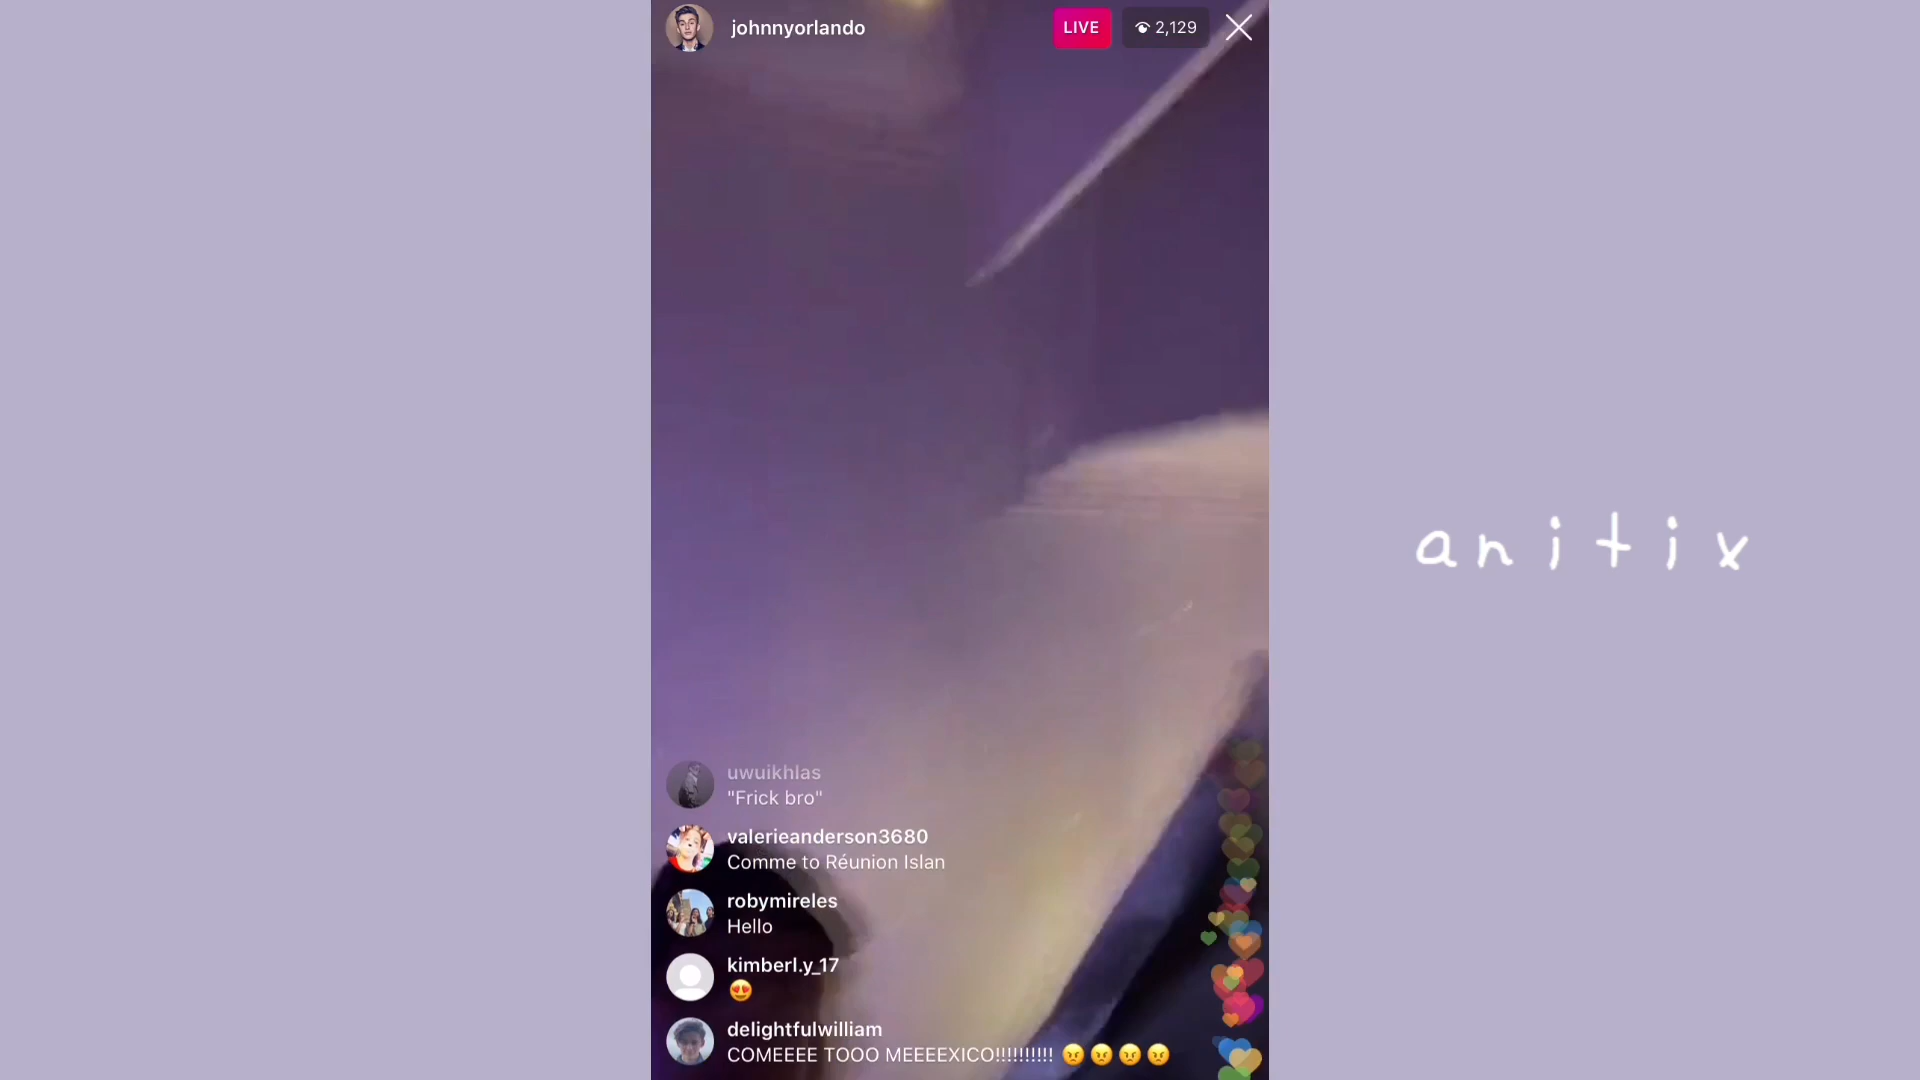 johnnyorlando
LIVE
2,129
uwuikhlas
"Frick bro"
valerieanderson3680
Comme to Réunion Islan
robymireles
Hello
kimberl.y_17
😍
delightfulwilliam
COMEEEE TOOO MEEEEXICO!!!!!!!!!! 😠 😠 😠 😠
anitix